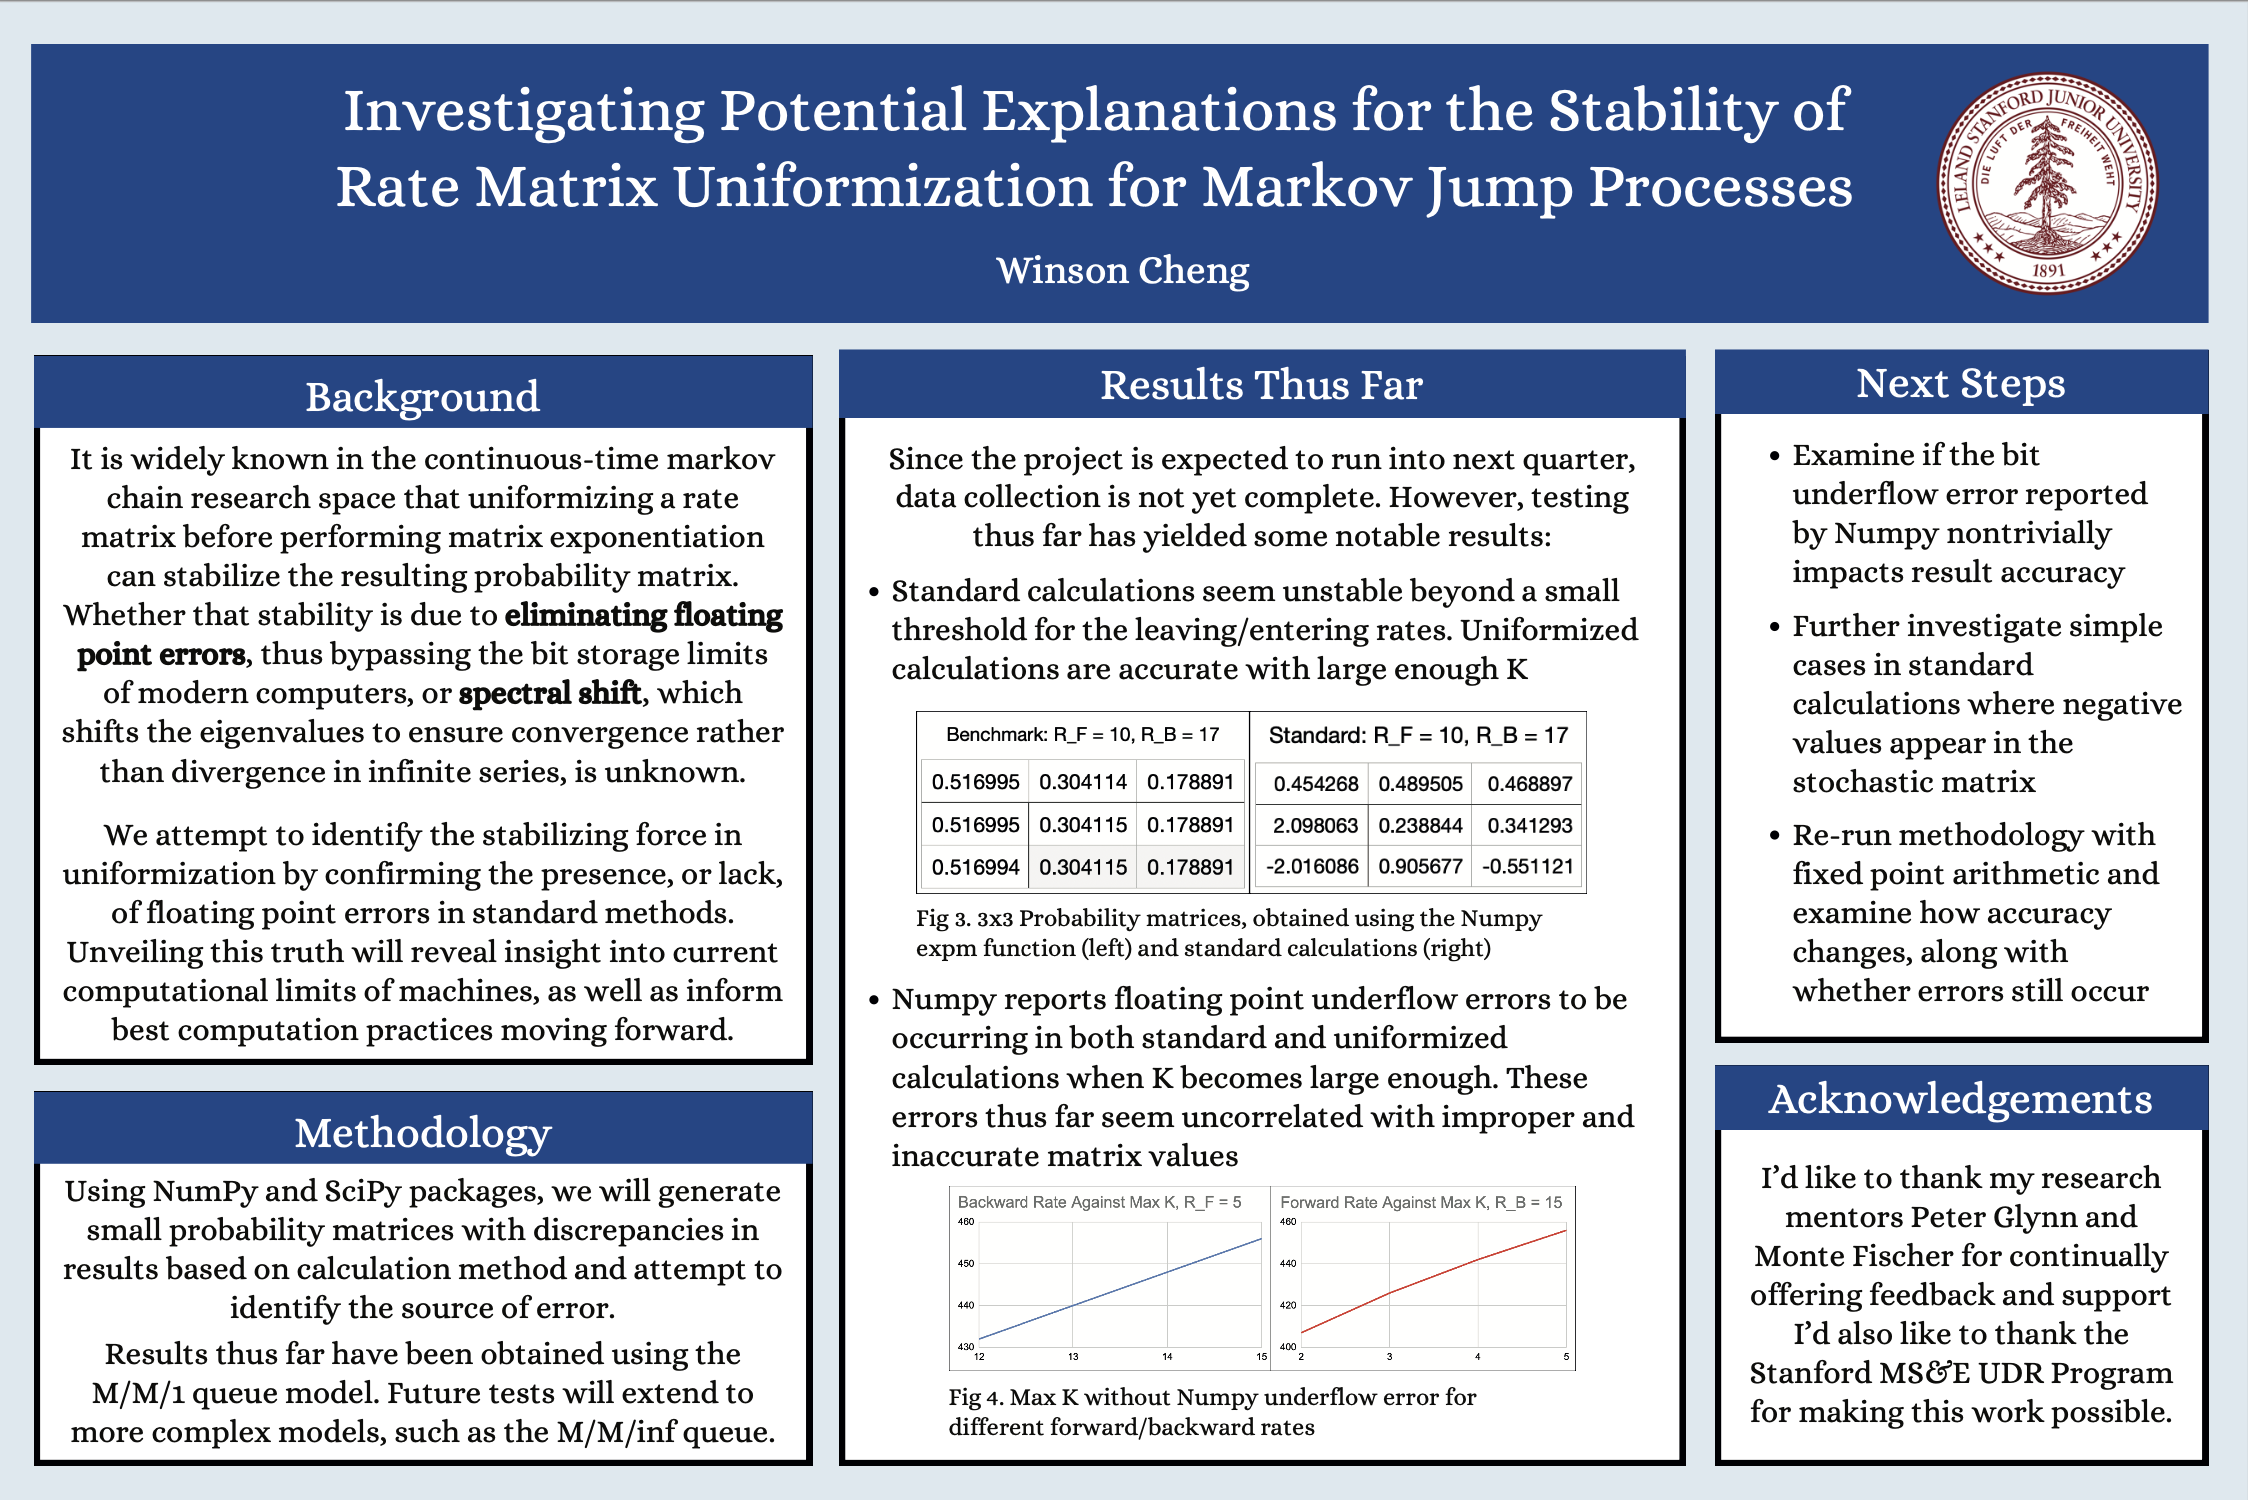 Investigating Potential Explanations for the Stability of
Rate Matrix Uniformization for Markov Jump Processes
Winson Cheng
LELAND STANFORD JUNIOR UNIVERSITY
DIE LUFT DER FREIHEIT WEHT
1891
Background
It is widely known in the continuous-time markov
chain research space that uniformizing a rate
matrix before performing matrix exponentiation
can stabilize the resulting probability matrix.
Whether that stability is due to eliminating floating
point errors, thus bypassing the bit storage limits
of modern computers, or spectral shift, which
shifts the eigenvalues to ensure convergence rather
than divergence in infinite series, is unknown.
We attempt to identify the stabilizing force in
uniformization by confirming the presence, or lack,
of floating point errors in standard methods.
Unveiling this truth will reveal insight into current
computational limits of machines, as well as inform
best computation practices moving forward.
Methodology
Using NumPy and SciPy packages, we will generate
small probability matrices with discrepancies in
results based on calculation method and attempt to
identify the source of error.
Results thus far have been obtained using the
M/M/1 queue model. Future tests will extend to
more complex models, such as the M/M/inf queue.
Results Thus Far
Since the project is expected to run into next quarter,
data collection is not yet complete. However, testing
thus far has yielded some notable results:
• Standard calculations seem unstable beyond a small
threshold for the leaving/entering rates. Uniformized
calculations are accurate with large enough K
Benchmark: R_F = 10, R_B = 17
0.516995 0.304114 0.178891
0.516995 0.304115 0.178891
0.516994 0.304115 0.178891
Standard: R_F = 10, R_B = 17
0.454268 0.489505 0.468897
2.098063 0.238844 0.341293
-2.016086 0.905677 -0.551121
Fig 3. 3x3 Probability matrices, obtained using the Numpy
expm function (left) and standard calculations (right)
• Numpy reports floating point underflow errors to be
occurring in both standard and uniformized
calculations when K becomes large enough. These
errors thus far seem uncorrelated with improper and
inaccurate matrix values
Backward Rate Against Max K, R_F = 5
460
450
440
430
12 13 14 15
Forward Rate Against Max K, R_B = 15
460
440
420
400
2 3 4 5
Fig 4. Max K without Numpy underflow error for
different forward/backward rates
Next Steps
• Examine if the bit
underflow error reported
by Numpy nontrivially
impacts result accuracy
• Further investigate simple
cases in standard
calculations where negative
values appear in the
stochastic matrix
• Re-run methodology with
fixed point arithmetic and
examine how accuracy
changes, along with
whether errors still occur
Acknowledgements
I’d like to thank my research
mentors Peter Glynn and
Monte Fischer for continually
offering feedback and support
I’d also like to thank the
Stanford MS&E UDR Program
for making this work possible.